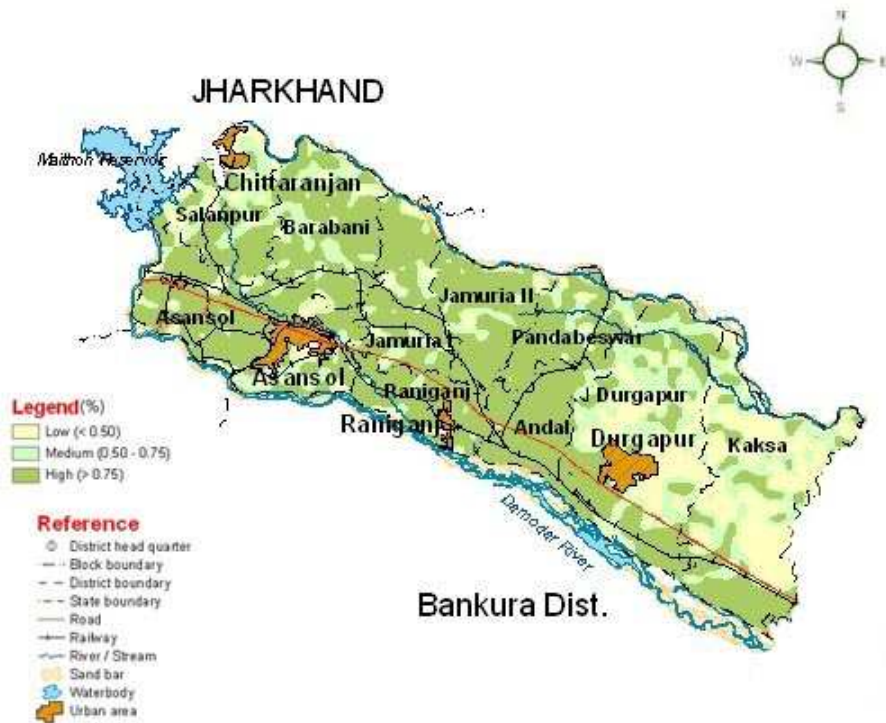 N
W E
S
JHARKHAND
Maithon Reservoir
Chittaranjan
Salanpur
Barabani
Jamuria II
Asansol
Jamuria I
Pandabeswar
Asansol
Raniganj
Durgapur
Raniganj
Andal
Durgapur
Kaksa
Damoder River
Bankura Dist.
Legend(%)
Low (< 0.50)
Medium (0.50 - 0.75)
High (> 0.75)
Reference
District head quarter
Block boundary
District boundary
State boundary
Road
Railway
River / Stream
Sand bar
Waterbody
Urban area